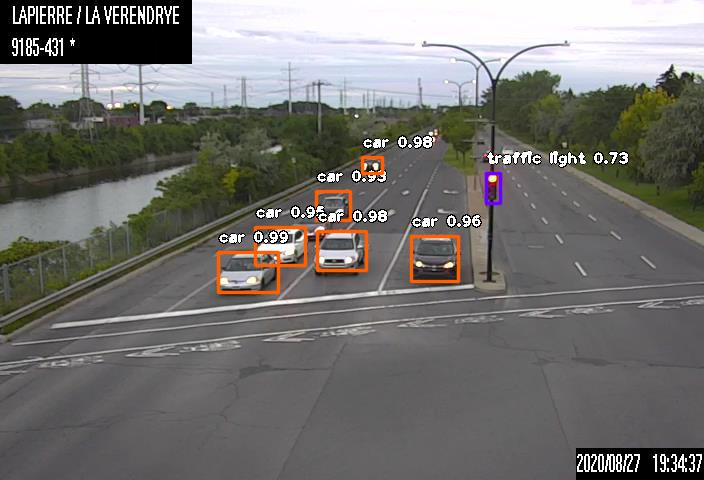 LAPIERRE / LA VERENDRYE
9185-431 *
car 0.98
traffic light 0.73
car 0.93
car 0.95
car 0.98
car 0.96
car 0.99
2020/08/27 19:34:37